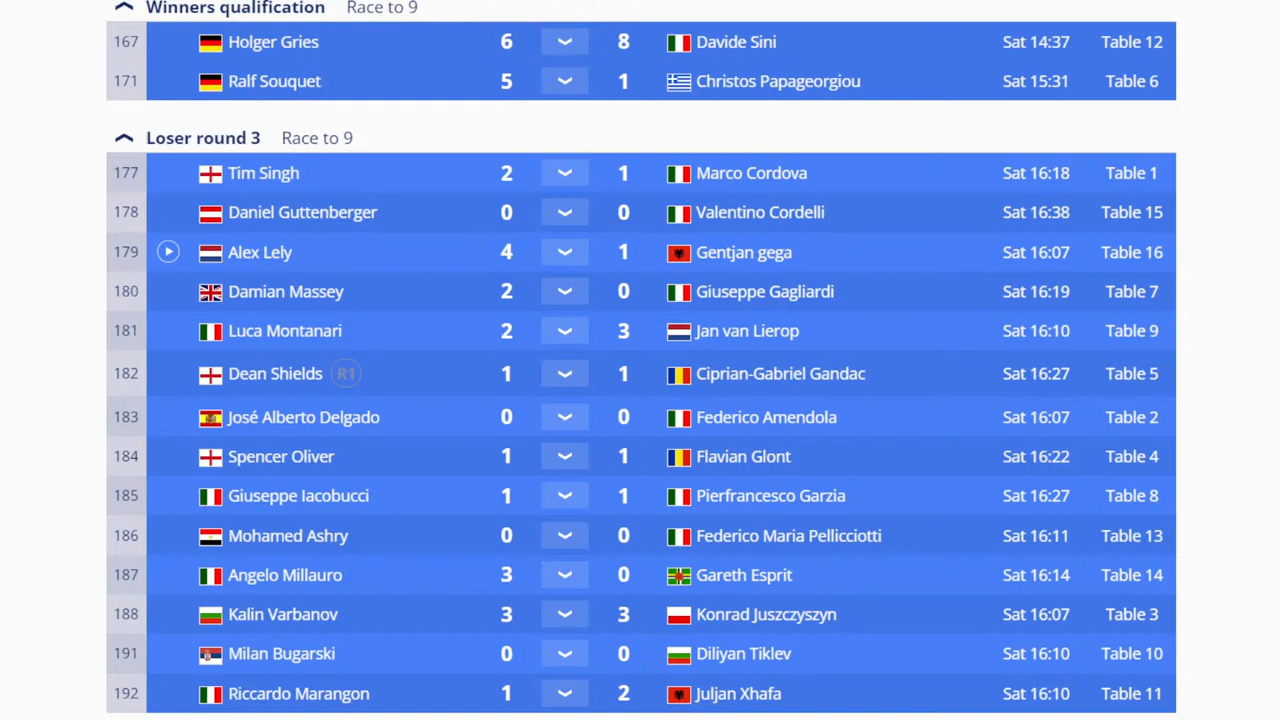 Winners qualification Race to 9
167 Holger Gries 6 8 Davide Sini Sat 14:37 Table 12
171 Ralf Souquet 5 1 Christos Papageorgiou Sat 15:31 Table 6
Loser round 3 Race to 9
177 Tim Singh 2 1 Marco Cordova Sat 16:18 Table 1
178 Daniel Guttenberger 0 0 Valentino Cordelli Sat 16:38 Table 15
179 Alex Lely 4 1 Gentjan gega Sat 16:07 Table 16
180 Damian Massey 2 0 Giuseppe Gagliardi Sat 16:19 Table 7
181 Luca Montanari 2 3 Jan van Lierop Sat 16:10 Table 9
182 Dean Shields R1 1 1 Ciprian-Gabriel Gandac Sat 16:27 Table 5
183 José Alberto Delgado 0 0 Federico Amendola Sat 16:07 Table 2
184 Spencer Oliver 1 1 Flavian Glont Sat 16:22 Table 4
185 Giuseppe Iacobucci 1 1 Pierfrancesco Garzia Sat 16:27 Table 8
186 Mohamed Ashry 0 0 Federico Maria Pellicciotti Sat 16:11 Table 13
187 Angelo Millauro 3 0 Gareth Esprit Sat 16:14 Table 14
188 Kalin Varbanov 3 3 Konrad Juszczyszyn Sat 16:07 Table 3
191 Milan Bugarski 0 0 Diliyan Tiklev Sat 16:10 Table 10
192 Riccardo Marangon 1 2 Juljan Xhafa Sat 16:10 Table 11